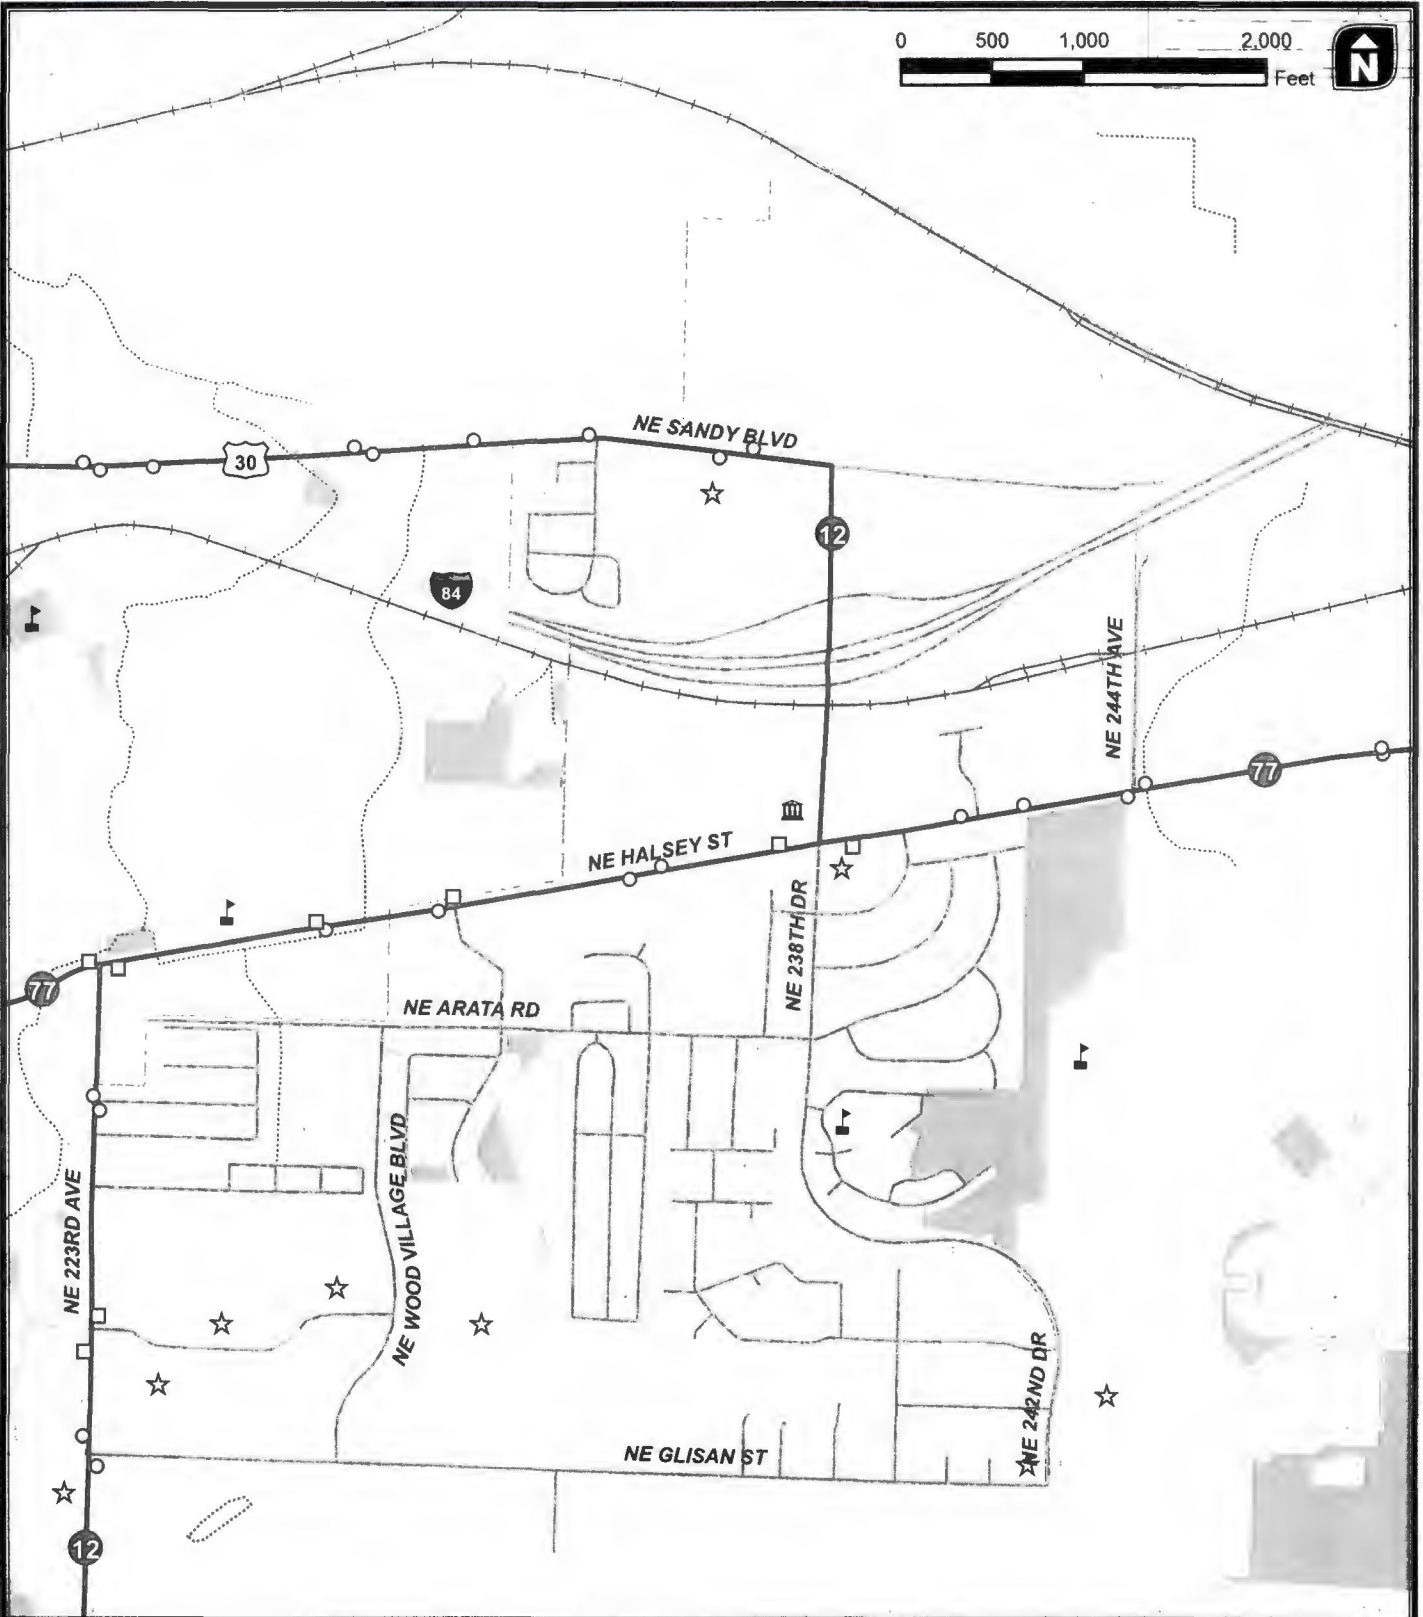 0 500 1,000 2,000
Feet
N
NE SANDY BLVD
30
12
84
NE 244TH AVE
77
NE HALSEY ST
NE 238TH DR
77
NE ARATA RD
NE WOOD VILLAGE BLVD
NE 223RD AVE
NE 242ND DR
NE GLISAN ST
12